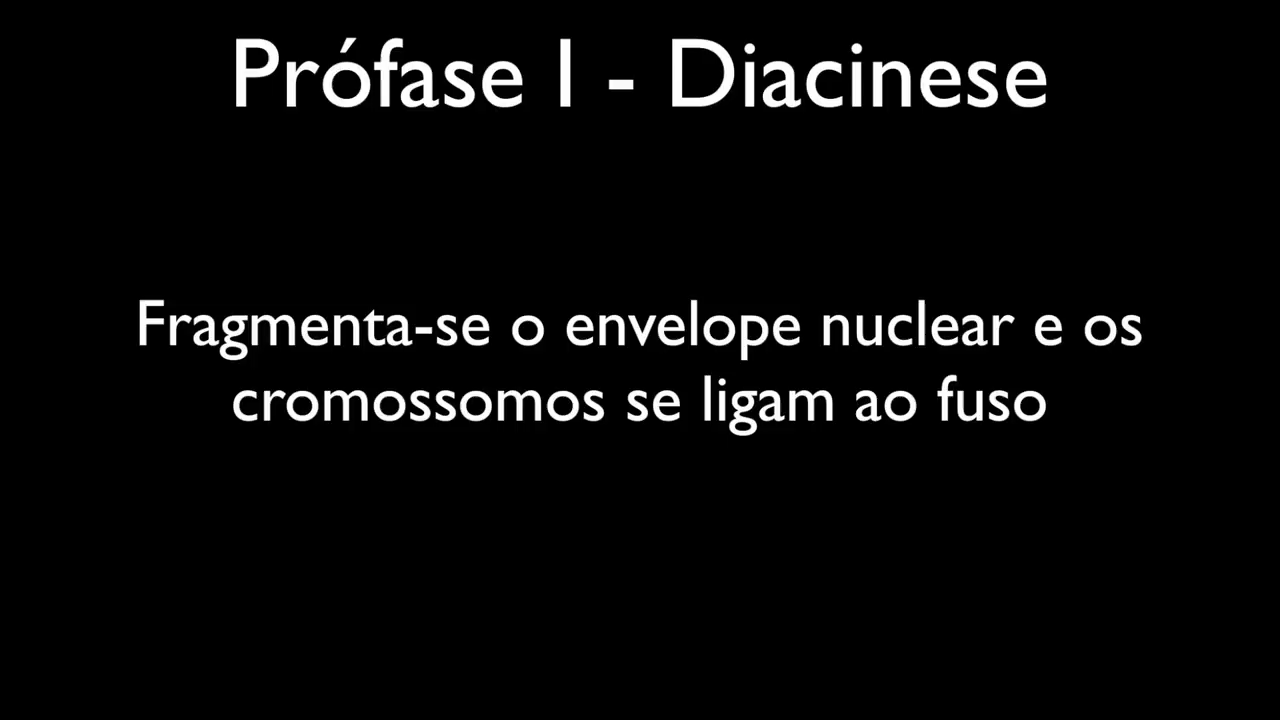 Prófase I - Diacinese
Fragmenta-se o envelope nuclear e os
cromossomos se ligam ao fuso